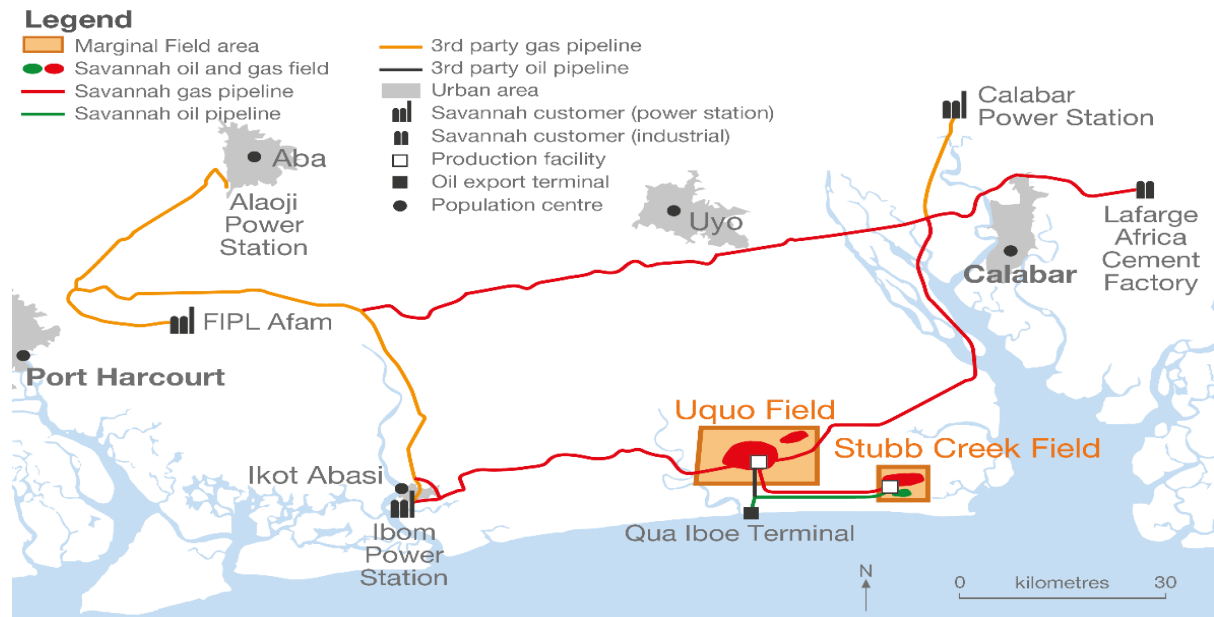 Legend
Marginal Field area
Savannah oil and gas field
Savannah gas pipeline
Savannah oil pipeline
3rd party gas pipeline
3rd party oil pipeline
Urban area
Savannah customer (power station)
Savannah customer (industrial)
Production facility
Oil export terminal
Population centre
Calabar
Power Station
Aba
Alaoji
Power
Station
Uyo
Lafarge
Africa
Cement
Factory
Calabar
FIPL Afam
Port Harcourt
Uquo Field
Stubb Creek Field
Ikot Abasi
Ibom
Power
Station
Qua Iboe Terminal
N
0 kilometres 30